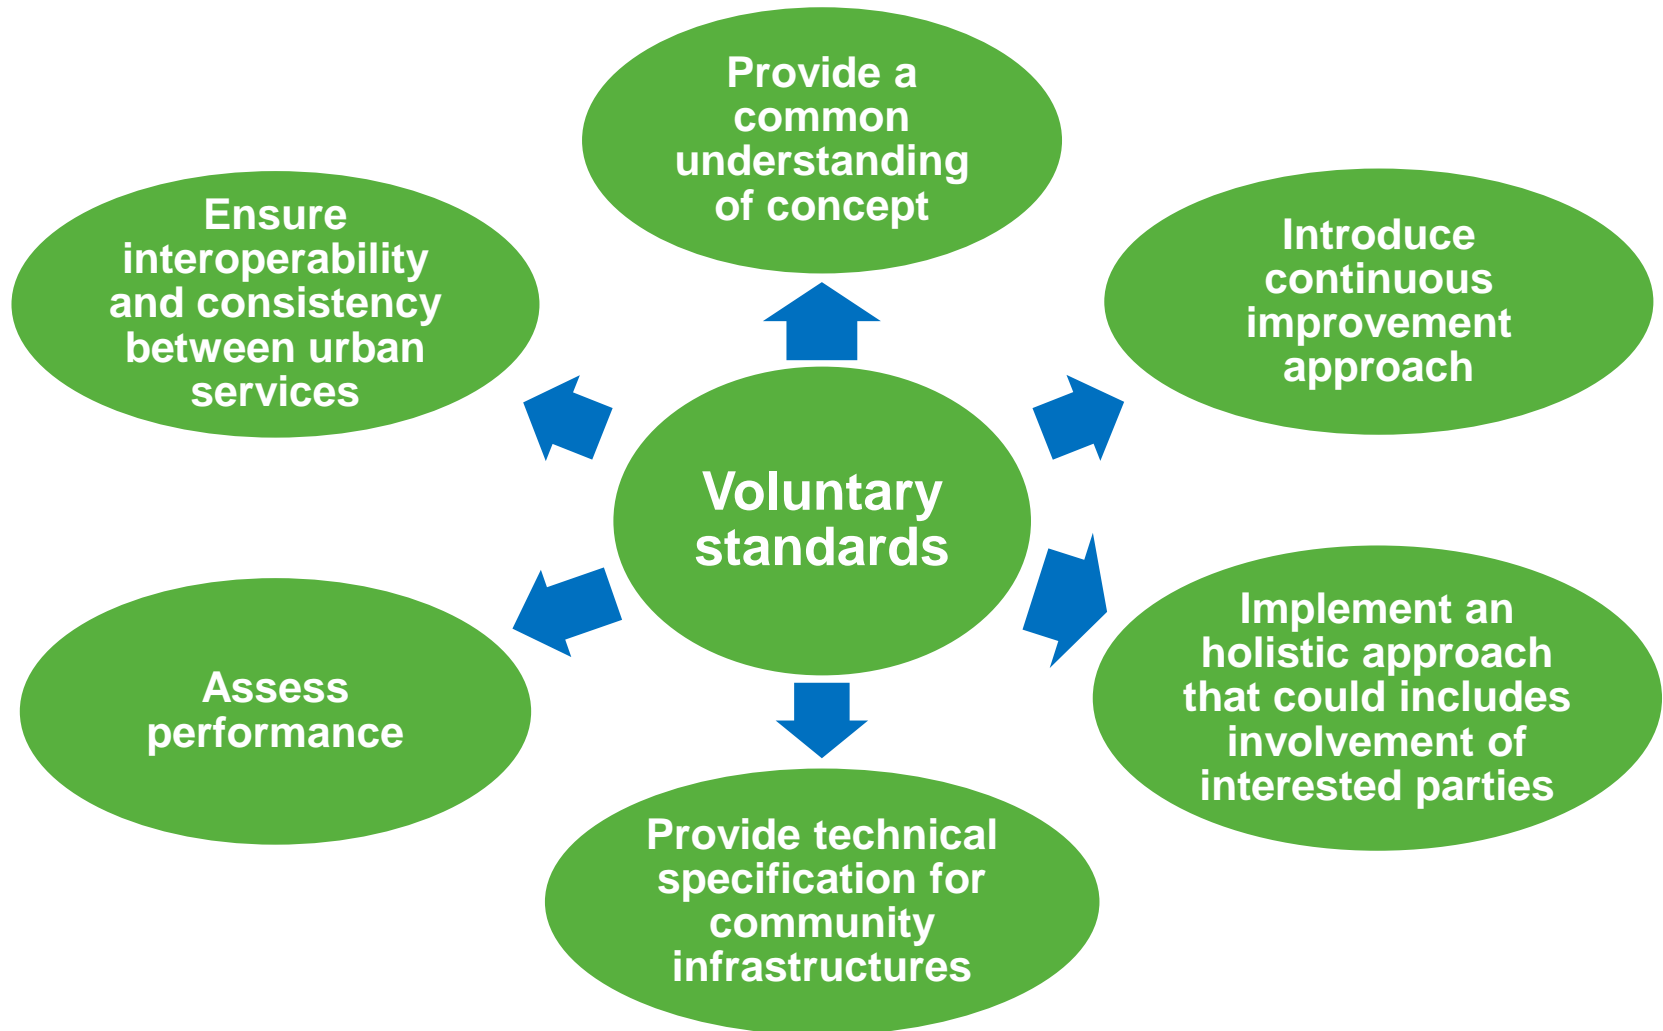 Provide a
common
understanding
of concept
Ensure
interoperability
and consistency
between urban
services
Introduce
continuous
improvement
approach
Voluntary
standards
Implement an
holistic approach
that could includes
involvement of
interested parties
Assess
performance
Provide technical
specification for
community
infrastructures